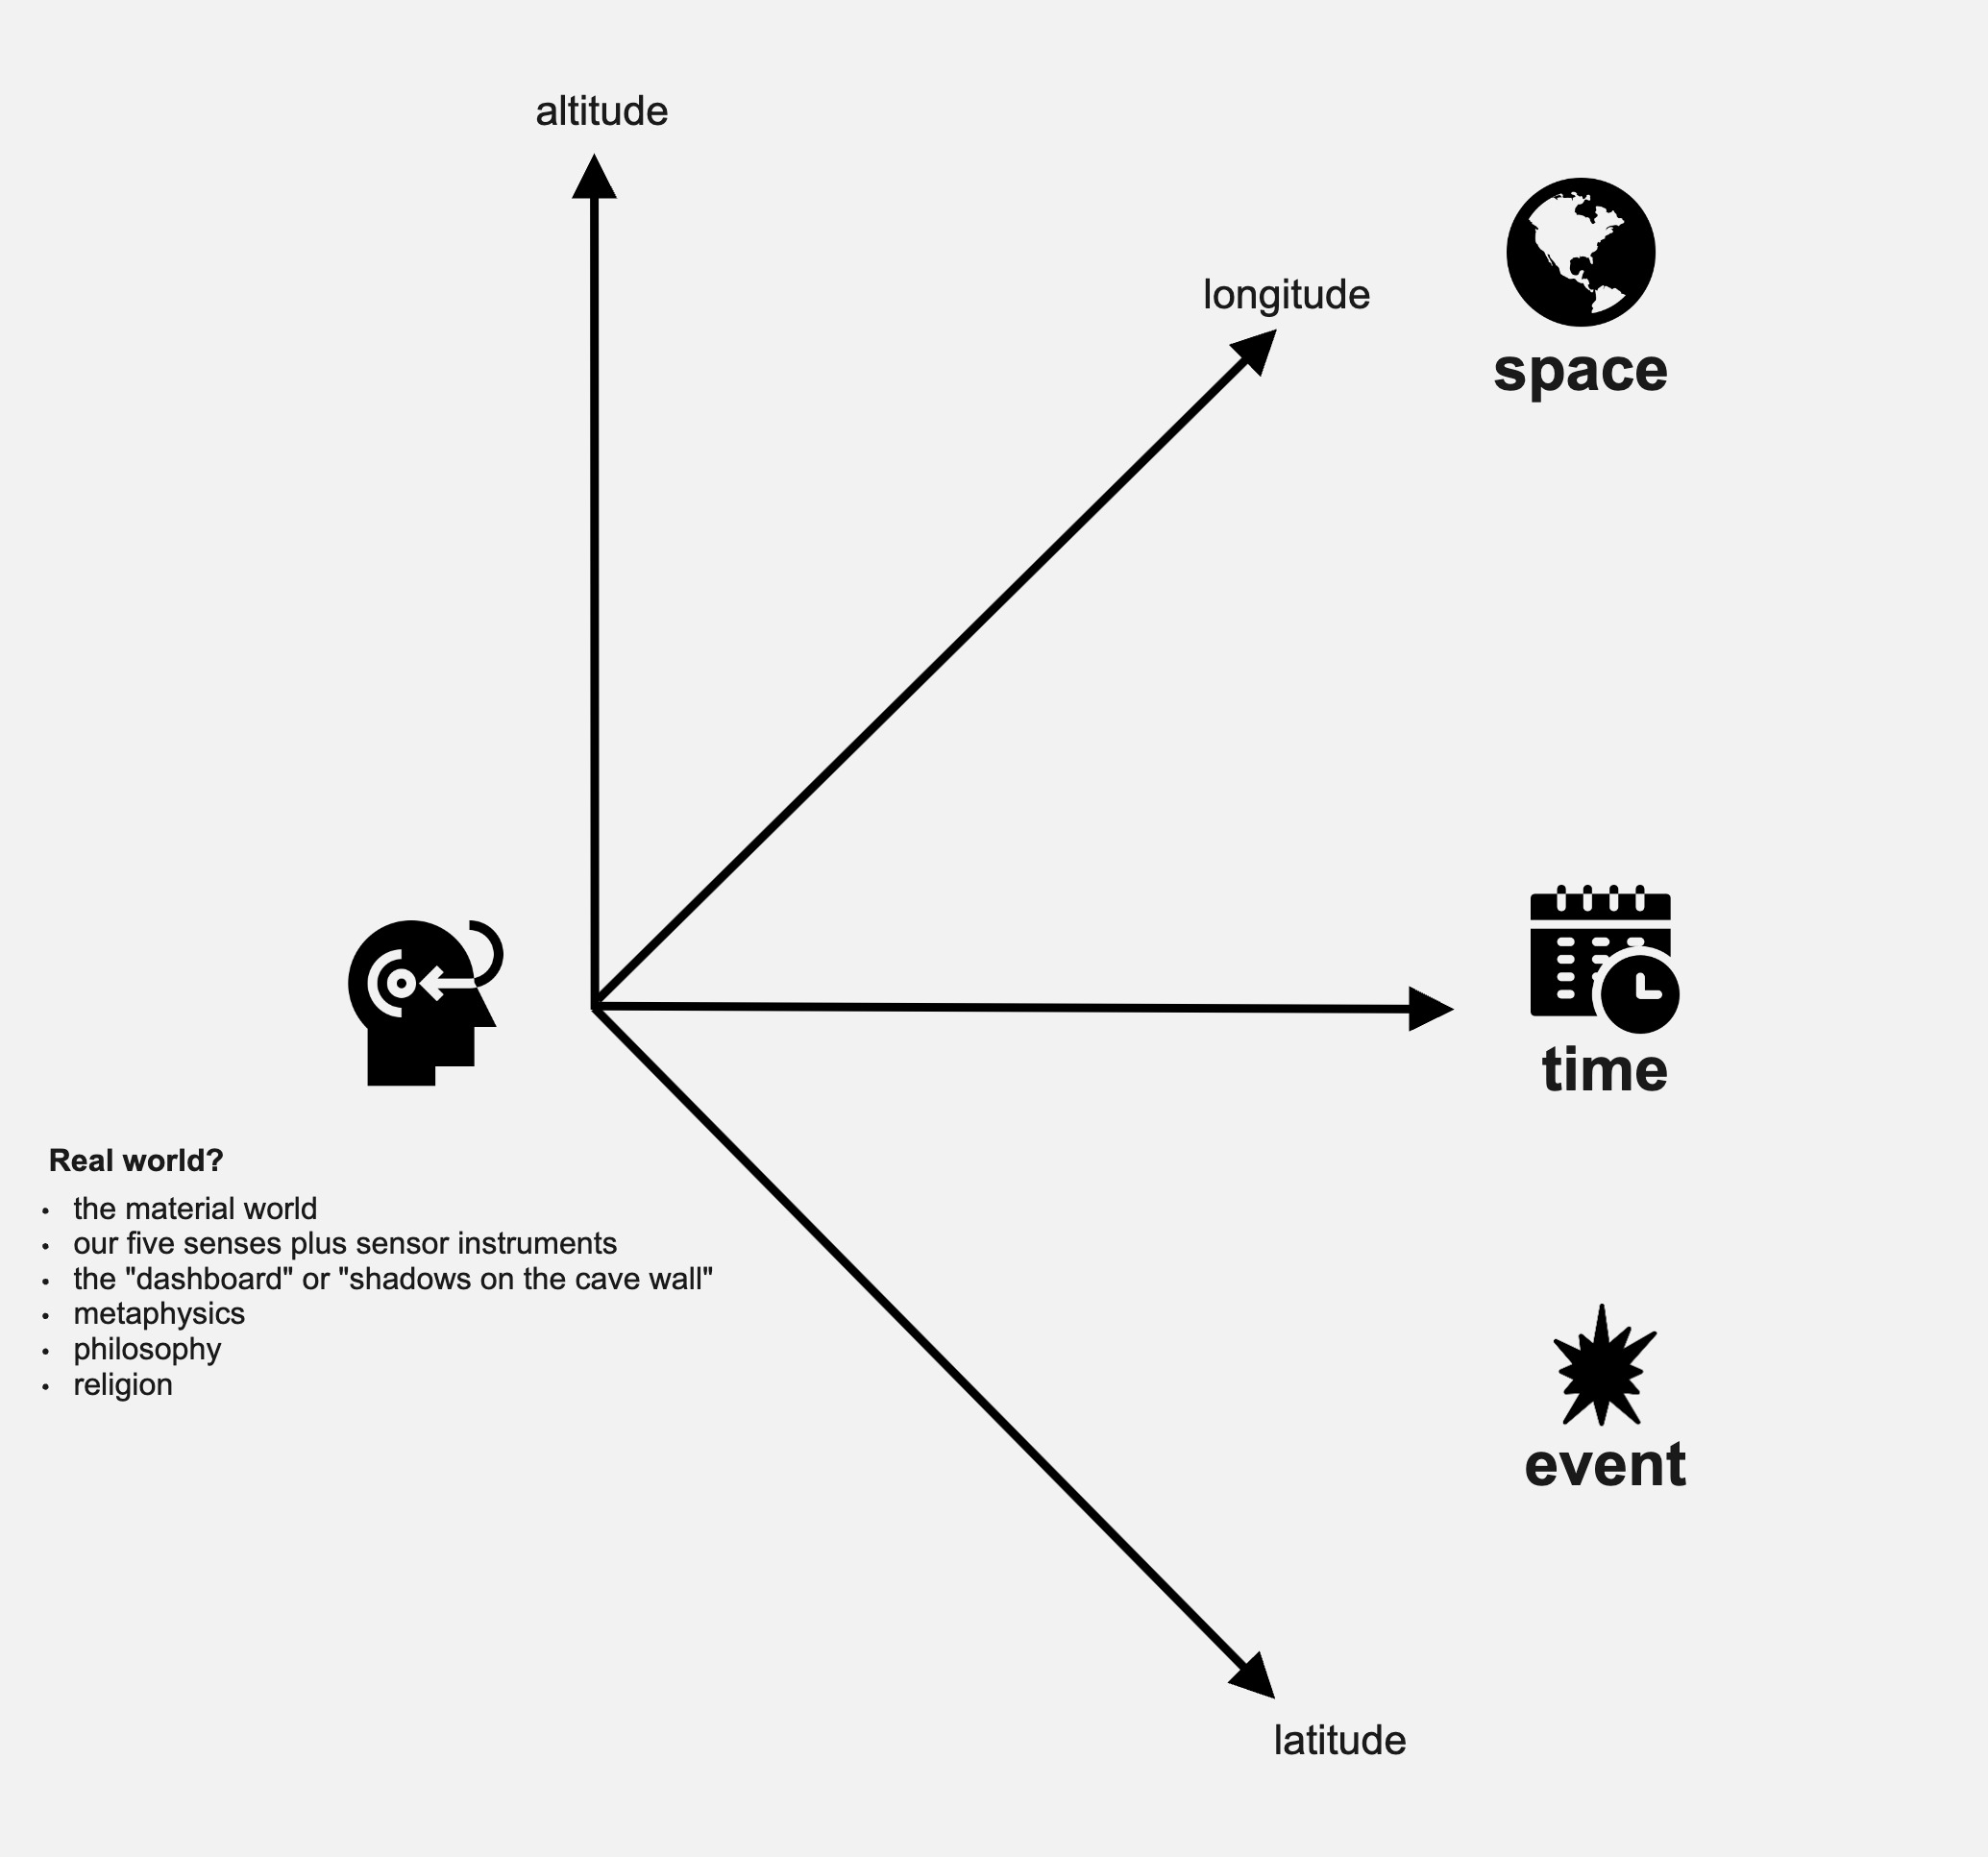 altitude
longitude
space
time
Real world?
• the material world
• our five senses plus sensor instruments
• the "dashboard" or "shadows on the cave wall"
• metaphysics
• philosophy
• religion
event
latitude